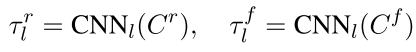 τ_l^r = CNN_l(C^r), τ_l^f = CNN_l(C^f)